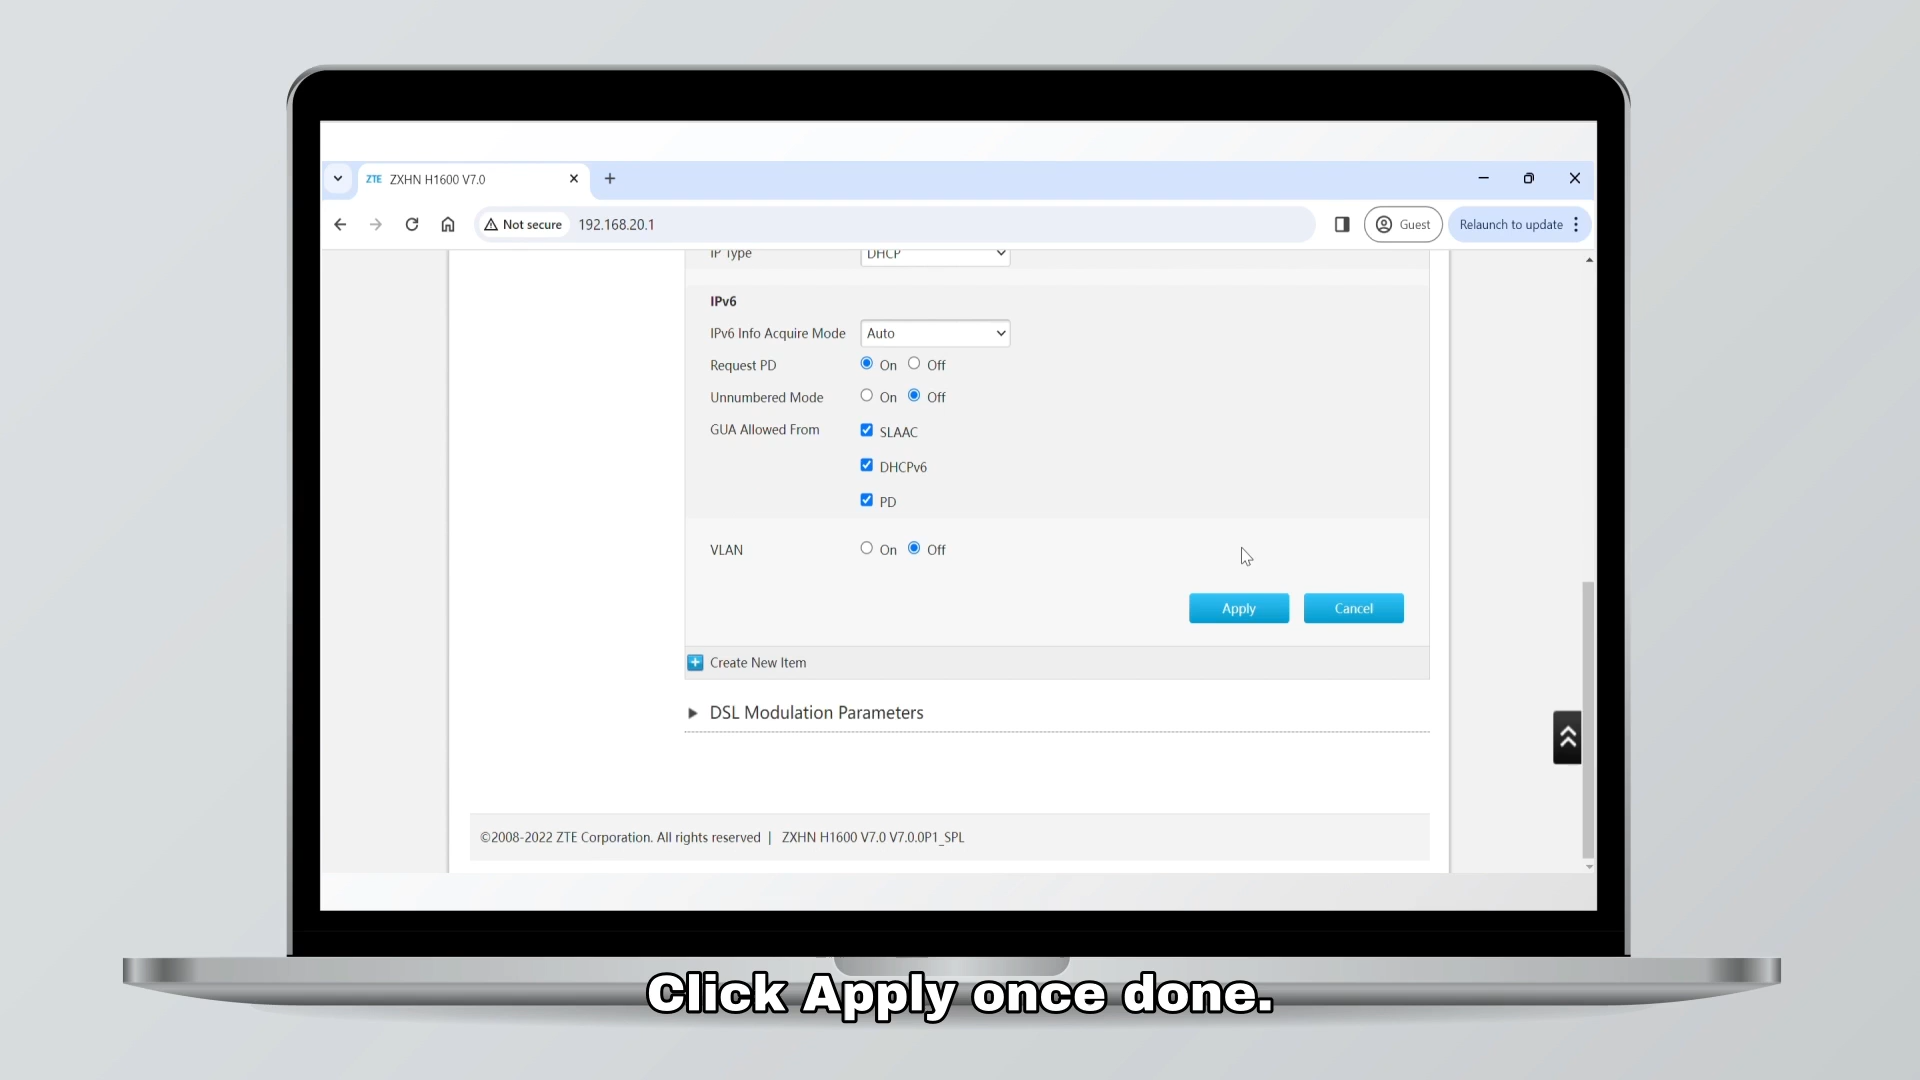 ZTE ZXHN H1600 V7.0
Not secure 192.168.20.1 Guest Relaunch to update
IP Type DHCP
IPv6
IPv6 Info Acquire Mode Auto
Request PD On Off
Unnumbered Mode On Off
GUA Allowed From SLAAC
DHCPv6
PD
VLAN On Off
Apply Cancel
Create New Item
DSL Modulation Parameters
©2008-2022 ZTE Corporation. All rights reserved | ZXHN H1600 V7.0 V7.0.0P1_SPL
Click Apply once done.